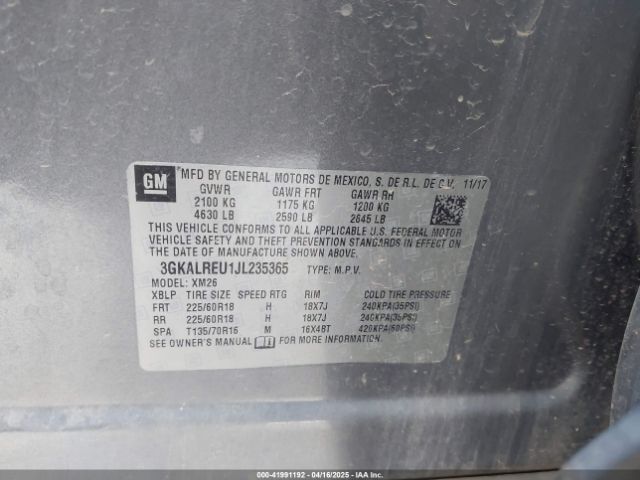 GM
MFD BY GENERAL MOTORS DE MEXICO, S. DE R.L. DE C.V. 11/17
GVWR GAWR FRT GAWR RR
2100 KG 1175 KG 1200 KG
4630 LB 2590 LB 2645 LB
THIS VEHICLE CONFORMS TO ALL APPLICABLE U.S. FEDERAL MOTOR
VEHICLE SAFETY AND THEFT PREVENTION STANDARDS IN EFFECT ON
THE DATE OF MANUFACTURE SHOWN ABOVE.
3GKALREU1JL235365 TYPE: M.P.V.
MODEL: XM26
XBLP TIRE SIZE SPEED RTG RIM COLD TIRE PRESSURE
FRT 225/60R18 H 18X7J 240KPA(35PSI)
RR 225/60R18 H 18X7J 240KPA(35PSI)
SPA T135/70R16 M 16X4BT 420KPA(60PSI)
SEE OWNER'S MANUAL FOR MORE INFORMATION.
000-41991192 - 04/16/2025 - IAAI.COM